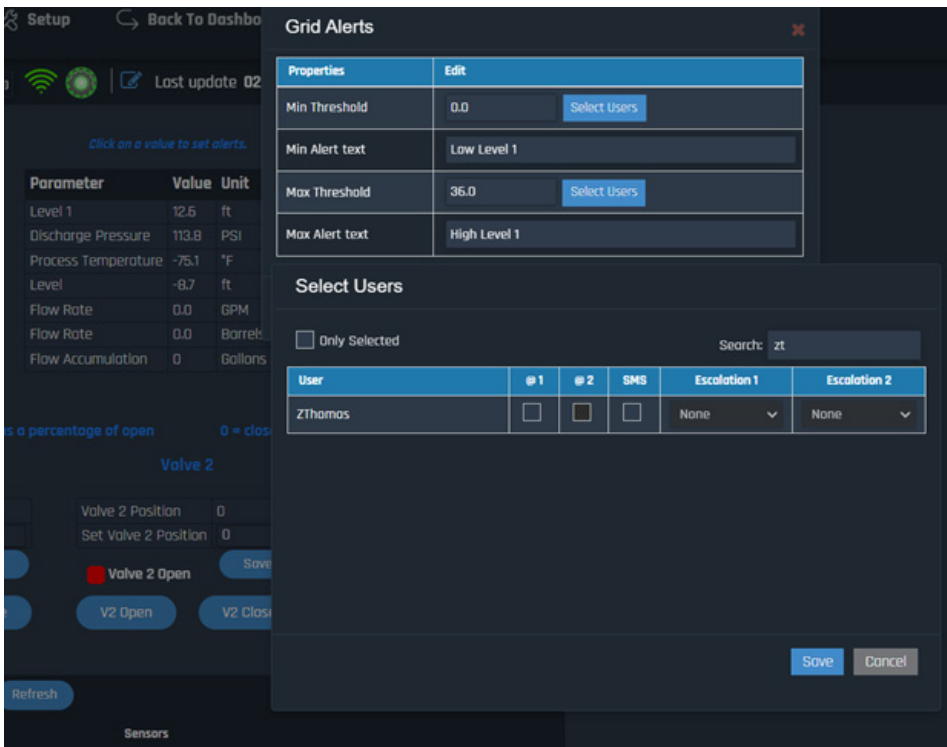 Setup Back To Dashbo
Last update 02
Click on a value to set alerts.
Parameter Value Unit
Level 1 12.6 ft
Discharge Pressure 113.8 PSI
Process Temperature -75.1 °F
Level -8.7 ft
Flow Rate 0.0 GPM
Flow Rate 0.0 Barrels
Flow Accumulation 0 Gallons
as a percentage of open 0 = clos
Valve 2
Valve 2 Position 0
Set Valve 2 Position 0
Valve 2 Open Save
V2 Open V2 Clos
Refresh
Sensors
Grid Alerts
Properties Edit
Min Threshold 0.0 Select Users
Min Alert text Low Level 1
Max Threshold 36.0 Select Users
Max Alert text High Level 1
Select Users
Only Selected Search: zt
User @1 @2 SMS Escalation 1 Escalation 2
ZThomas None None
Save Cancel